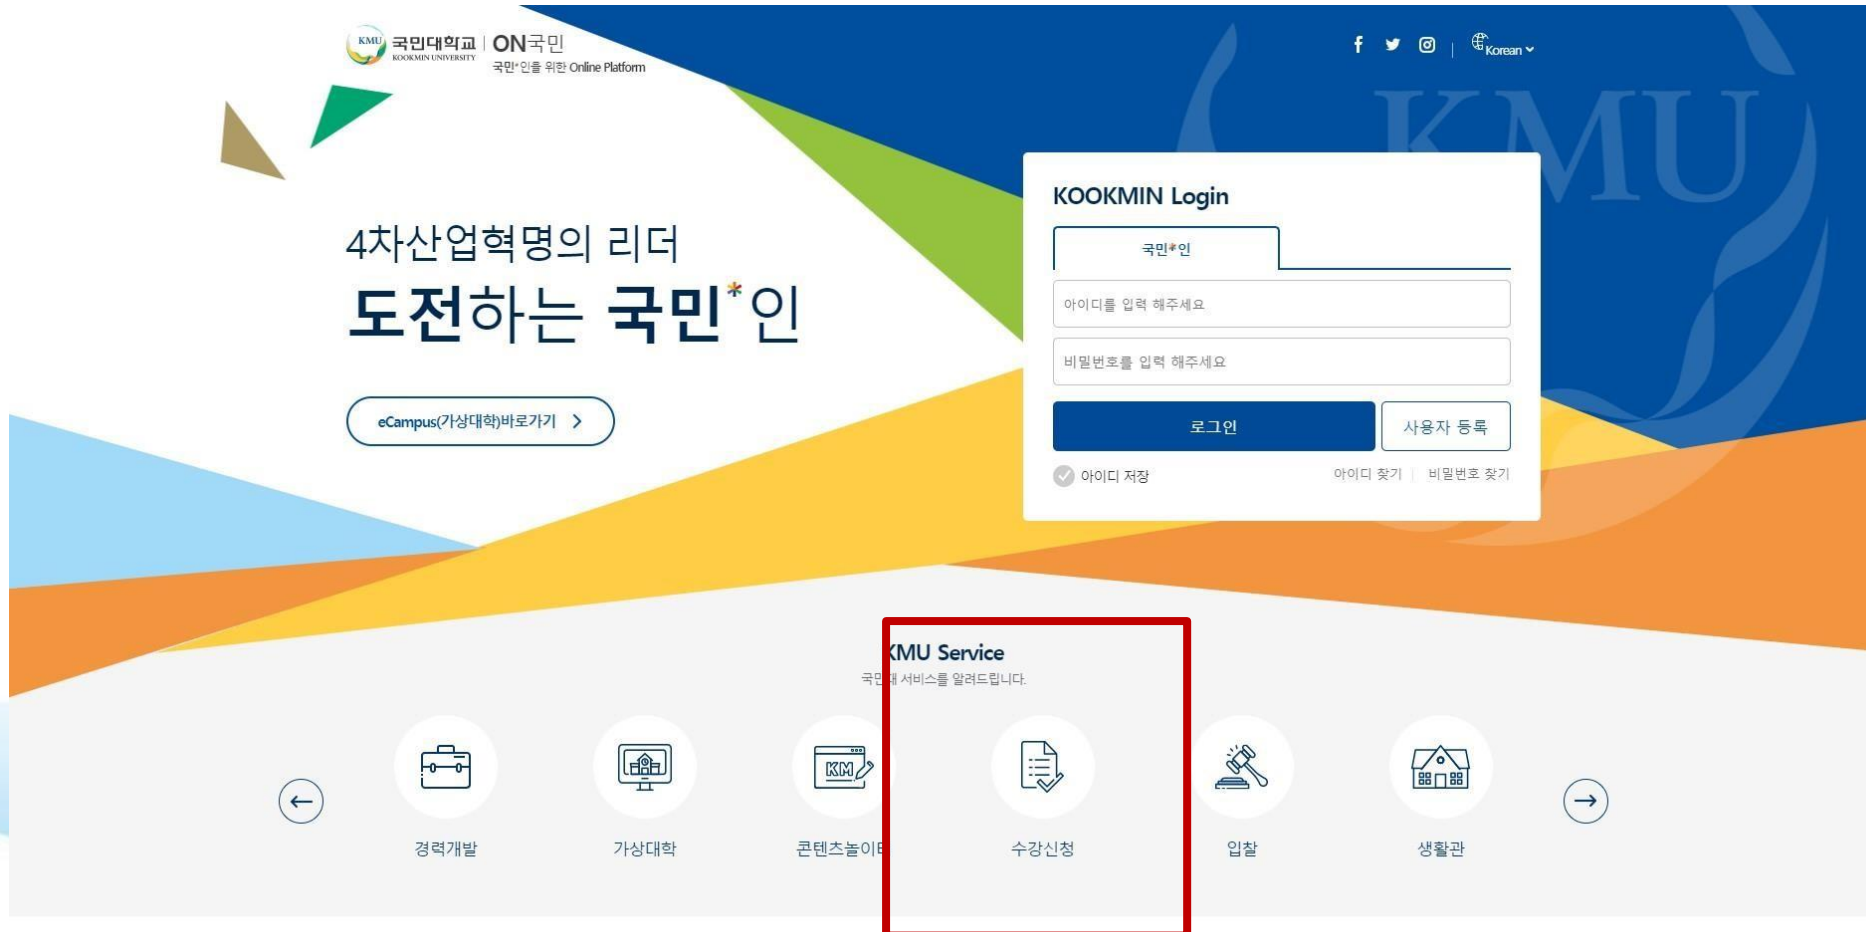 KMU 국민대학교 ON국민
KOOKMIN UNIVERSITY
국민*인을 위한 Online Platform
Korean
KMU
KOOKMIN Login
국민*인
4차산업혁명의 리더
도전하는 국민*인
아이디를 입력 해주세요
비밀번호를 입력 해주세요
eCampus(가상대학)바로가기
로그인
사용자 등록
아이디 저장
아이디 찾기
비밀번호 찾기
KMU Service
국민대 서비스를 알려드립니다.
KM
경력개발
가상대학
콘텐츠놀이터
수강신청
입찰
생활관